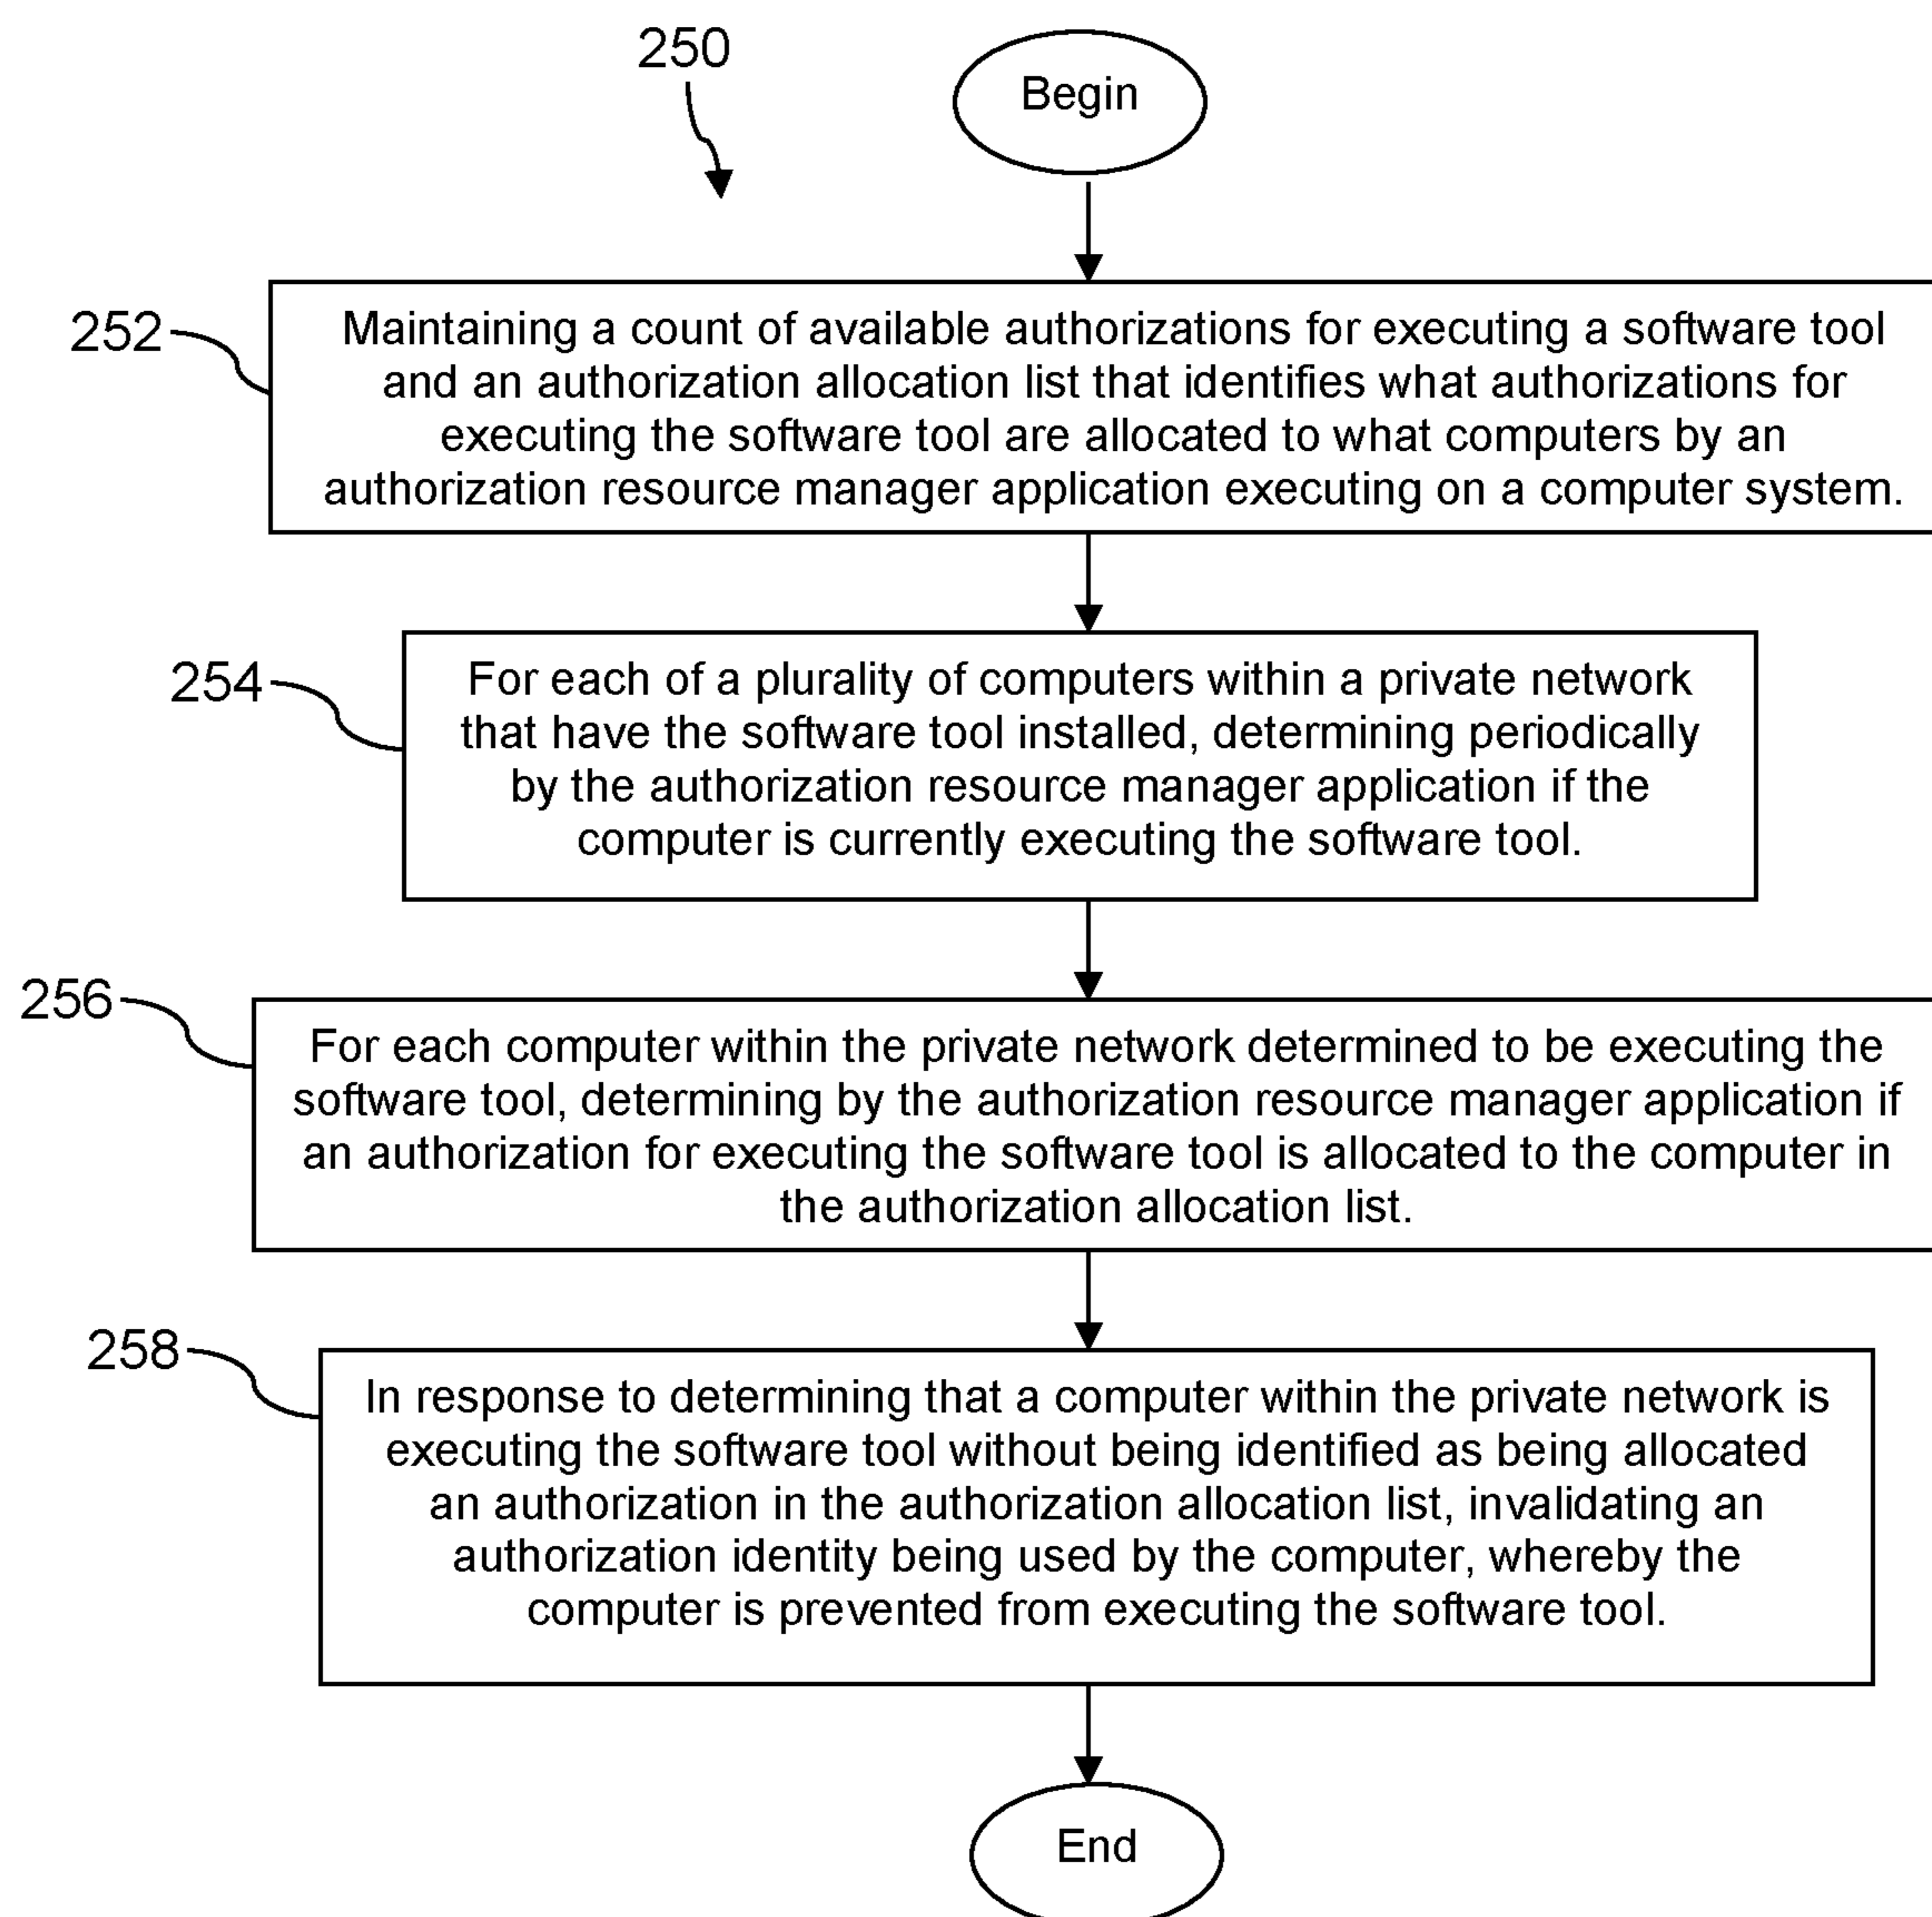 250
Begin
252
Maintaining a count of available authorizations for executing a software tool
and an authorization allocation list that identifies what authorizations for
executing the software tool are allocated to what computers by an
authorization resource manager application executing on a computer system.
254
For each of a plurality of computers within a private network
that have the software tool installed, determining periodically
by the authorization resource manager application if the
computer is currently executing the software tool.
256
For each computer within the private network determined to be executing the
software tool, determining by the authorization resource manager application if
an authorization for executing the software tool is allocated to the computer in
the authorization allocation list.
258
In response to determining that a computer within the private network is
executing the software tool without being identified as being allocated
an authorization in the authorization allocation list, invalidating an
authorization identity being used by the computer, whereby the
computer is prevented from executing the software tool.
End